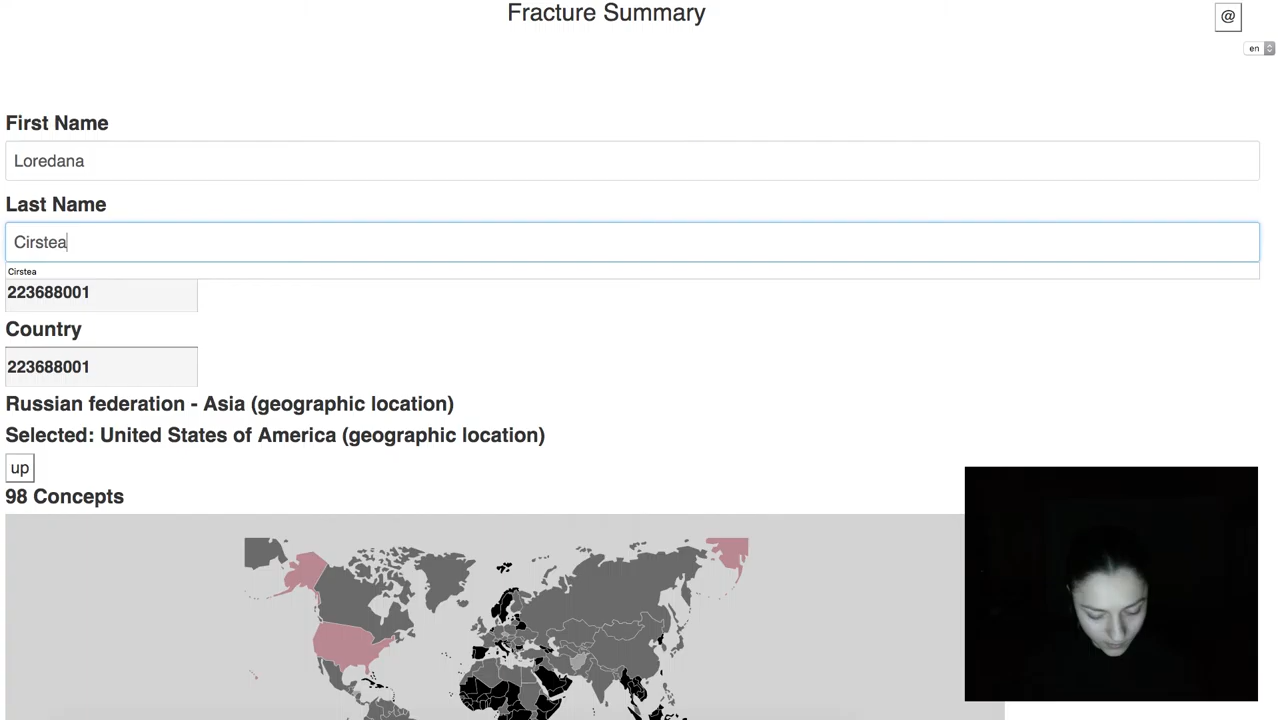 Fracture Summary
@
en
First Name
Loredana
Last Name
Cirstea
Cirstea
223688001
Country
223688001
Russian federation - Asia (geographic location)
Selected: United States of America (geographic location)
up
98 Concepts